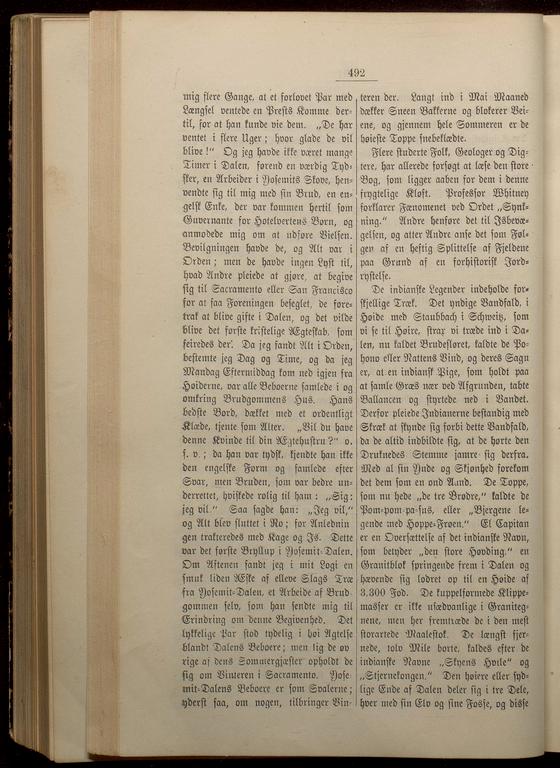 492
mig flere Gange, at et forlovet Par med
Længsel ventede en Præsts Komme der-
til, for at han kunde vie dem. „De har
ventet i flere Uger; hvor glade de vil
blive!“ Og jeg havde ikke været mange
Timer i Dalen, førend en værdig Tyd-
sker, en Arbeider i Yosemits Skove, hen-
vendte sig til mig med sin Brud, en en-
gelsk Enke, der var kommen hertil som
Guvernante for Hotelvertens Børn, og
anmodede mig om at udføre Vielsen.
Bevilgningen havde de, og Alt var i
Orden; men de havde ingen Lyst til,
hvad Andre pleiede at gjøre, at begive
sig til Sacramento eller San Francisco
for at faa Foreningen beseglet, de fore-
trak at blive gifte i Dalen, og det vilde
blive det første kristelige Ægteskab, som
feiredes der. Da jeg fandt Alt i Orden,
bestemte jeg Dag og Time, og da jeg
Mandag Eftermiddag kom ned igjen fra
Høiderne, var alle Beboerne samlede i og
omkring Brudgommens Hus. Hans
bedste Bord, dækket med et ordentligt
Klæde, tjente som Alter. „Vil du have
denne Kvinde til din Ægtehustru?“ o.
s. v.; da han var tydsk, kjendte han ikke
den engelske Form og samlede efter
Svar, men Bruden, som var bedre un-
derrettet, hviskede rolig til ham: „Sig:
jeg vil.“ Saa sagde han: „Jeg vil,“
og Alt blev sluttet i Ro; for Anlednin
gen trakteredes med Kage og Is. Dette
var det første Bryllup i Yosemit-Dalen.
Om Aftenen fandt jeg i mit Logi en
smuk liden Æske af elleve Slags Træ
fra Yosemit-Dalen, et Arbeide af Brud
gommen selv, som han sendte mig til
Erindring om denne Begivenhed. Det
lykkelige Par stod tydelig i høi Agtelse
blandt Dalens Beboere; men lig de øv
rige af dens Sommergjæster opholdt de
sig om Vinteren i Sacramento. Yose-
mit-Dalens Beboere er som Svalerne;
yderst faa, om nogen, tilbringer Vin-
teren der. Langt ind i Mai Maaned
dækker Sneen Bakkerne og blokerer Vei-
ene, og gjennem hele Sommeren er de
høieste Toppe snebeklædte.
Flere studerte Folk, Geologer og Dig-
tere, har allerede forsøgt at læse den store
Bog, som ligger aaben for dem i denne
frygtelige Kløft. Profesfor Whitney
forklarer Fænomenet ved Ordet „Synk-
ning.“ Andre henføre det til Isbevæ-
gelsen, og atter Andre anse det som Føl-
gen af en heftig Splittelse af Fjeldene
paa Grund af en forhistorisk Jord-
rystelse.
De indianske Legender indeholde for-
skjellige Træk. Det yndige Vandfald, i
Høide med Staubbach i Schweitz, som
vi se til Høire, strax vi træde ind i Da-
len, nu kaldet Brudesløret, kaldte de Po-
hono eller Nattens Vind, og deres Sagn
er, at en indiansk Pige, som holdt paa
at samle Græs nær ved Afgrunden, tabte
Ballancen og styrtede ned i Vandet.
Derfor pleiede Indianerne bestandig med
Skræk at skynde sig forbi dette Vandfald,
da de altid indbildte sig, at de hørte den
Druknedes Stemme jamre sig derfra.
Med al sin Ynde og Skjønhed forekom
det dem som en ond Aand. De Toppe,
som nu hede „de tre Brødre,“ kaldte de
Pom-pom-pa-sus, eller „Bjergene le-
gende med Hoppe-Frøen.“ El Capitan
er en Oversættelse af det indianske Navn,
som betyder „den store Høvding.“ en
Granitblok springende frem i Dalen og
hævende sig lodret op til en Høide af
3,300 Fod. De kuppelformede Klippe-
masser er ikke usædvanlige i Graniteg-
nene, men her fremtræde de i den mest
storartede Maalestok. De længst fjer-
nede, tolv Mile borte, kaldes efter de
indianske Navne „Skyens Hvile“ og
„Stjernekongen.“ Den høiere eller syd-
lige Ende af Dalen deler sig i tre Dele,
hver med sin Elv og sine Fosse, og disse